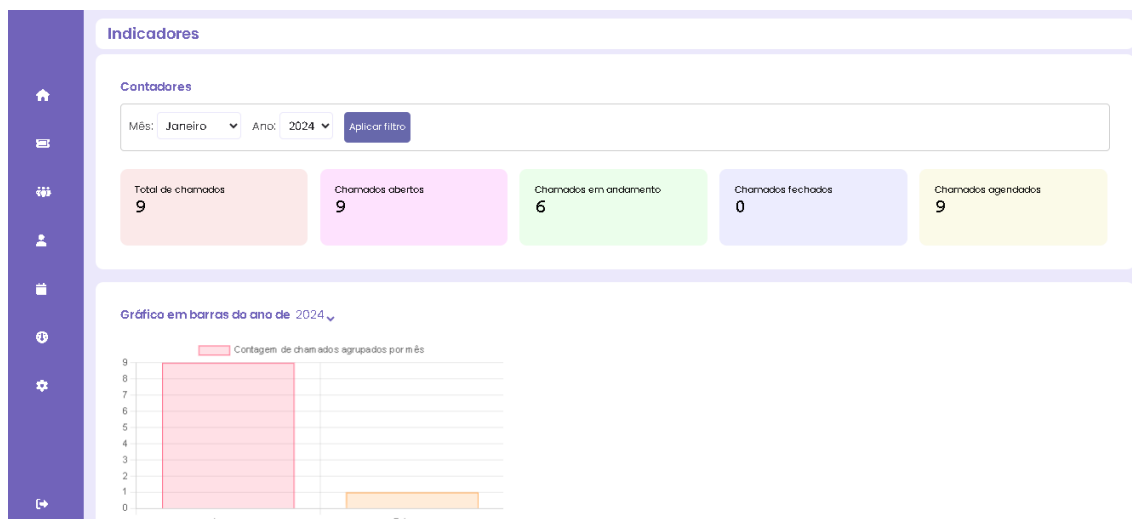 Indicadores
Contadores
Mês: Janeiro Ano: 2024 Aplicar filtro
Total de chamados
9
Chamados abertos
9
Chamados em andamento
6
Chamados fechados
0
Chamados agendados
9
Gráfico em barras do ano de 2024
Contagem de chamados agrupados por mês
9
8
7
6
5
4
3
2
1
0